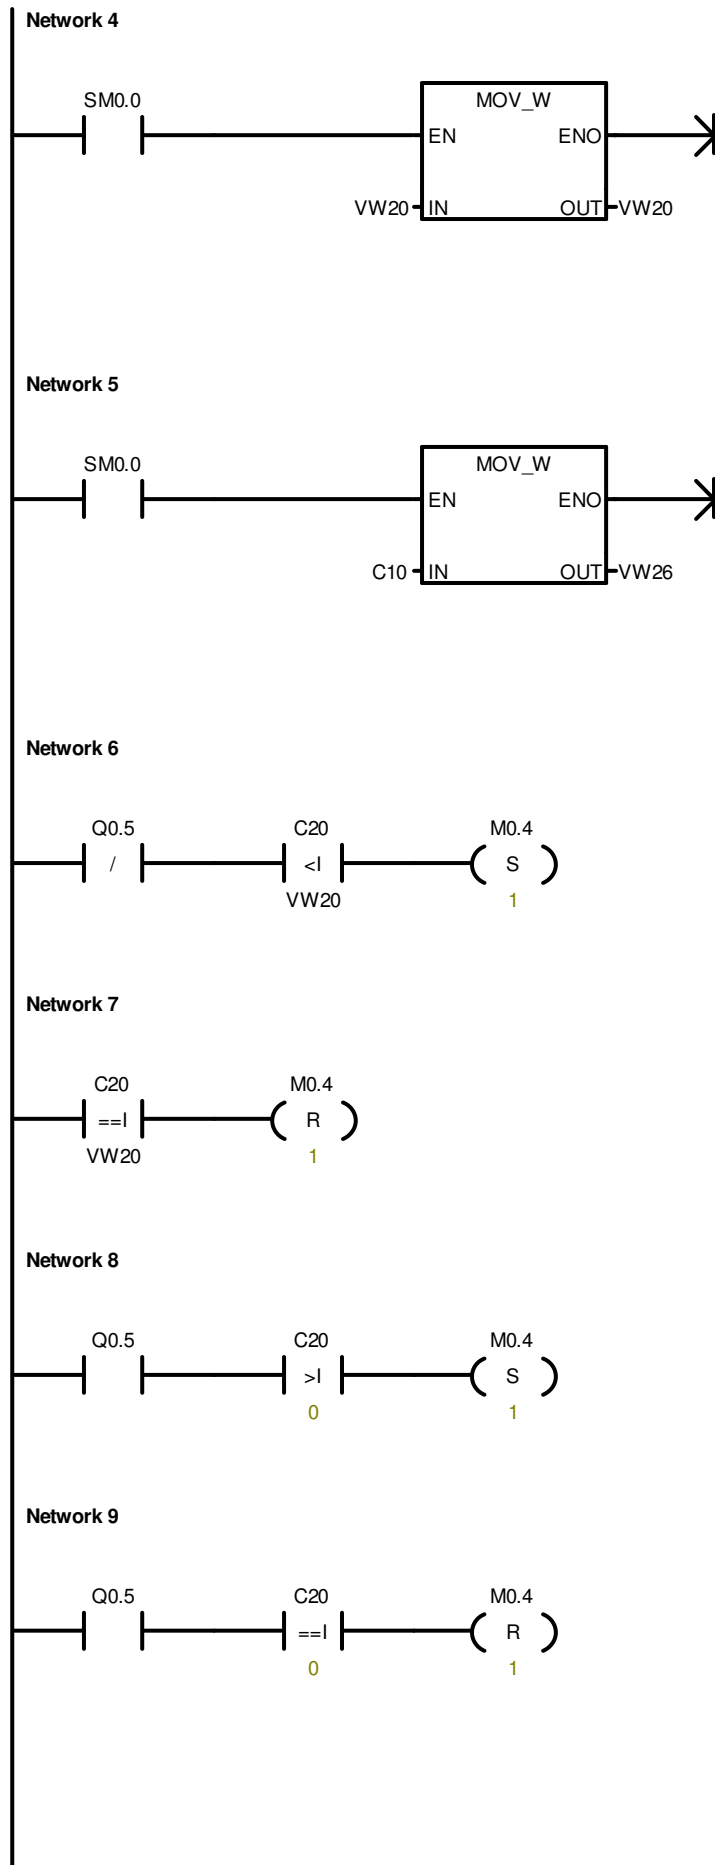 Network 4
SM0.0
MOV_W
EN ENO
VW20 IN OUT VW20
Network 5
SM0.0
MOV_W
EN ENO
C10 IN OUT VW26
Network 6
Q0.5 C20 M0.4
/ <I S
VW20 1
Network 7
C20 M0.4
==I R
VW20 1
Network 8
Q0.5 C20 M0.4
>I S
0 1
Network 9
Q0.5 C20 M0.4
==I R
0 1